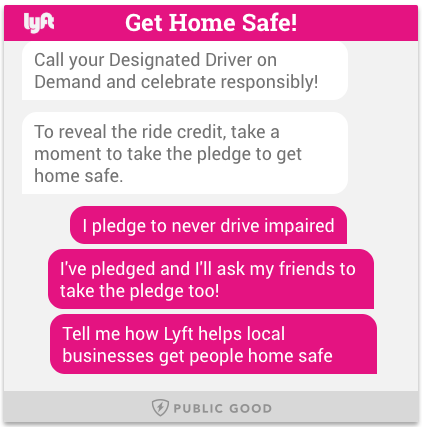 lyft Get Home Safe!
Call your Designated Driver on
Demand and celebrate responsibly!
To reveal the ride credit, take a
moment to take the pledge to get
home safe.
I pledge to never drive impaired
I've pledged and I'll ask my friends to
take the pledge too!
Tell me how Lyft helps local
businesses get people home safe
PUBLIC GOOD